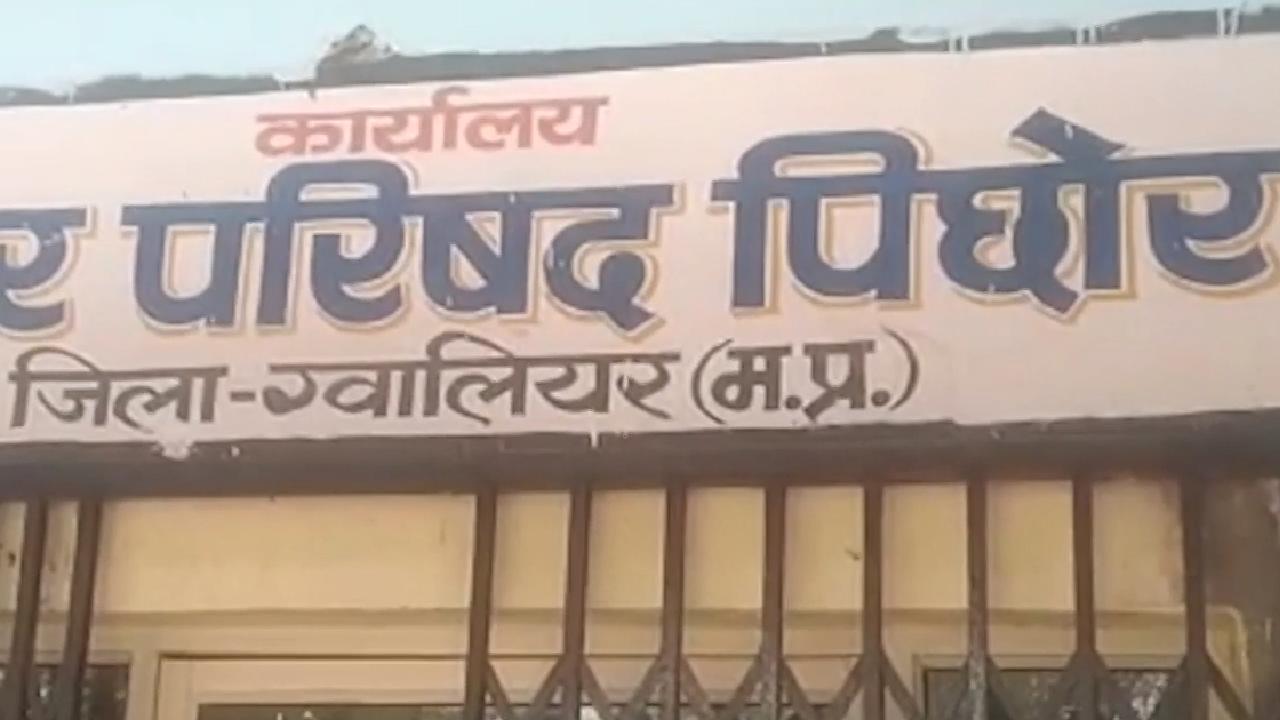 कार्यालय
र परिषद पिछोर
जिला-ग्वालियर (म.प्र.)